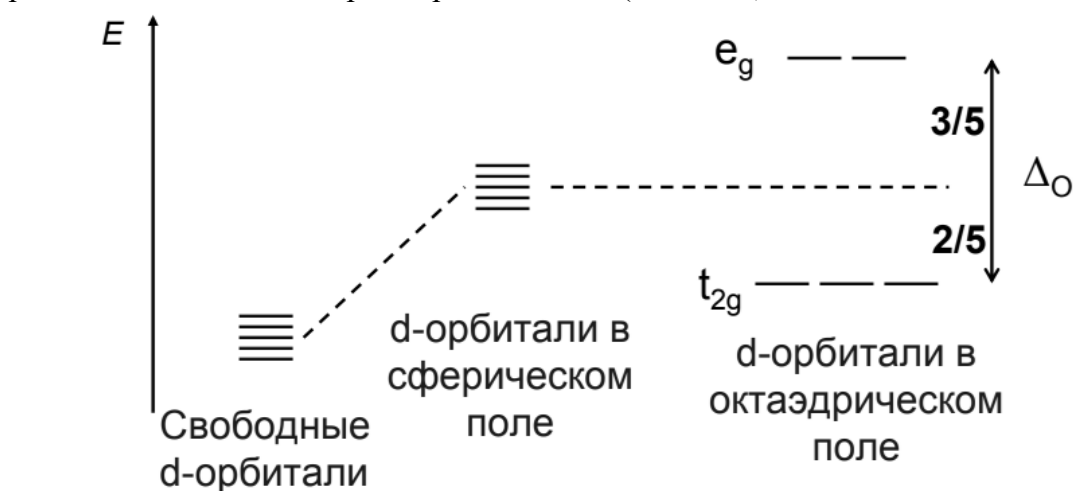 E
e_g
3/5
Δ_O
2/5
t_2g
d-орбитали в
сферическом
поле
d-орбитали в
октаэдрическом
поле
Свободные
d-орбитали